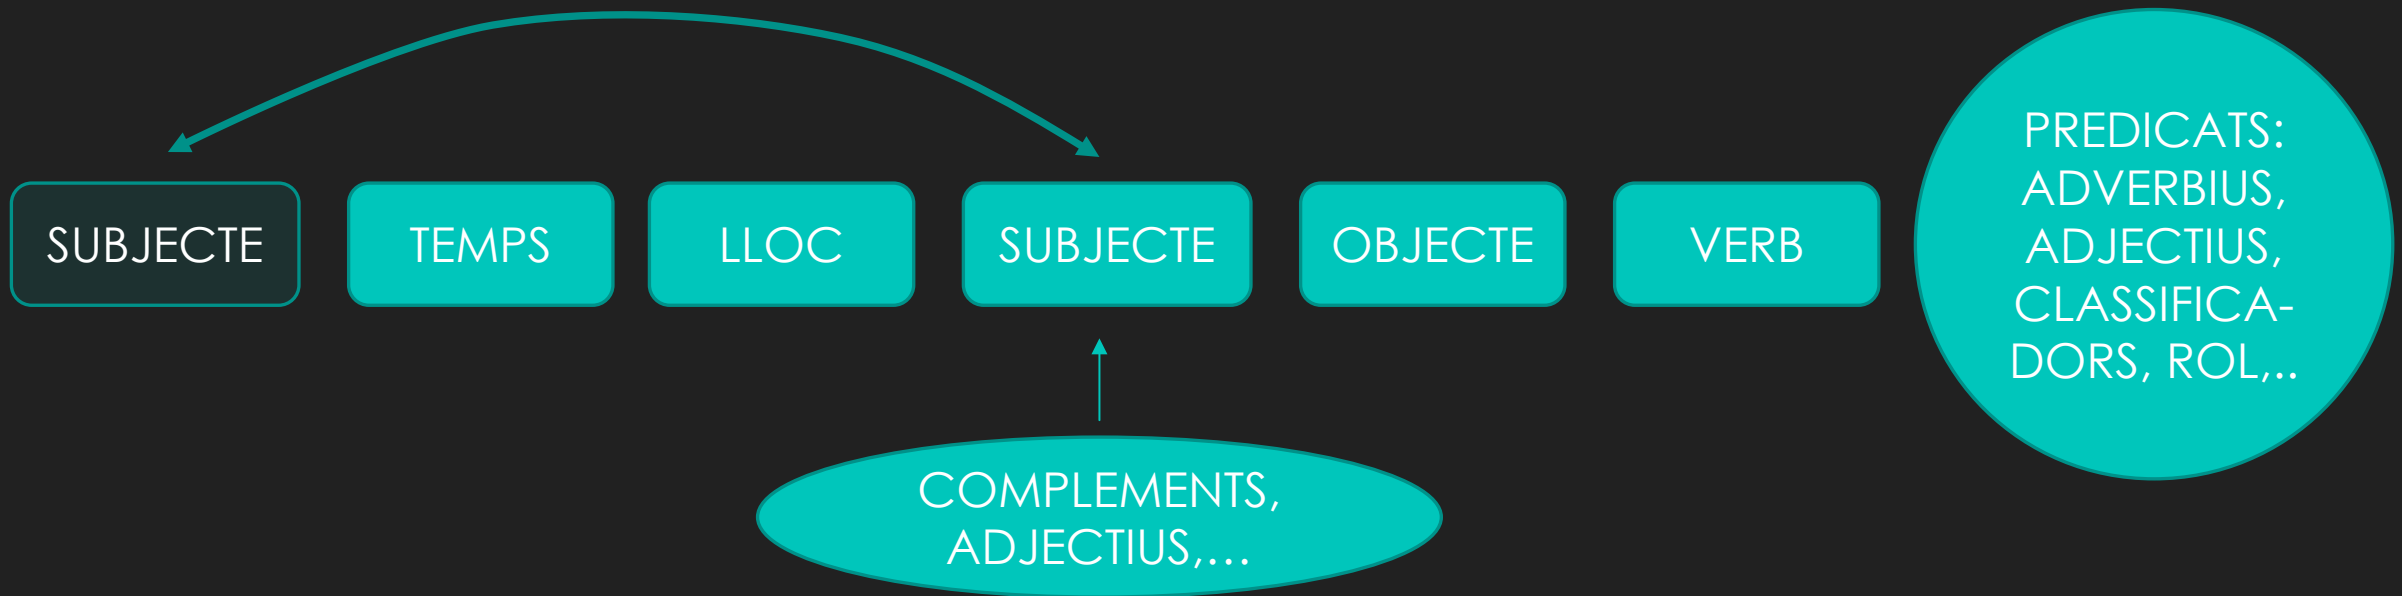 SUBJECTE
TEMPS
LLOC
SUBJECTE
OBJECTE
VERB
PREDICATS:
ADVERBIUS,
ADJECTIUS,
CLASSIFICA-
DORS, ROL,..
COMPLEMENTS,
ADJECTIUS,...